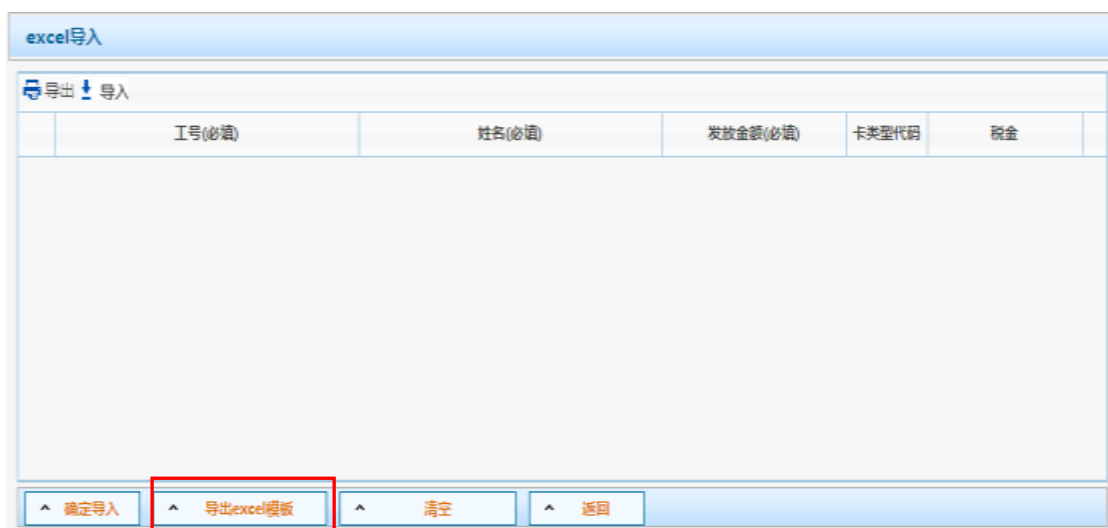 excel导入
导出 导入
工号(必填) 姓名(必填) 发放金额(必填) 卡类型代码 税金
确定导入 导出excel模板 清空 返回